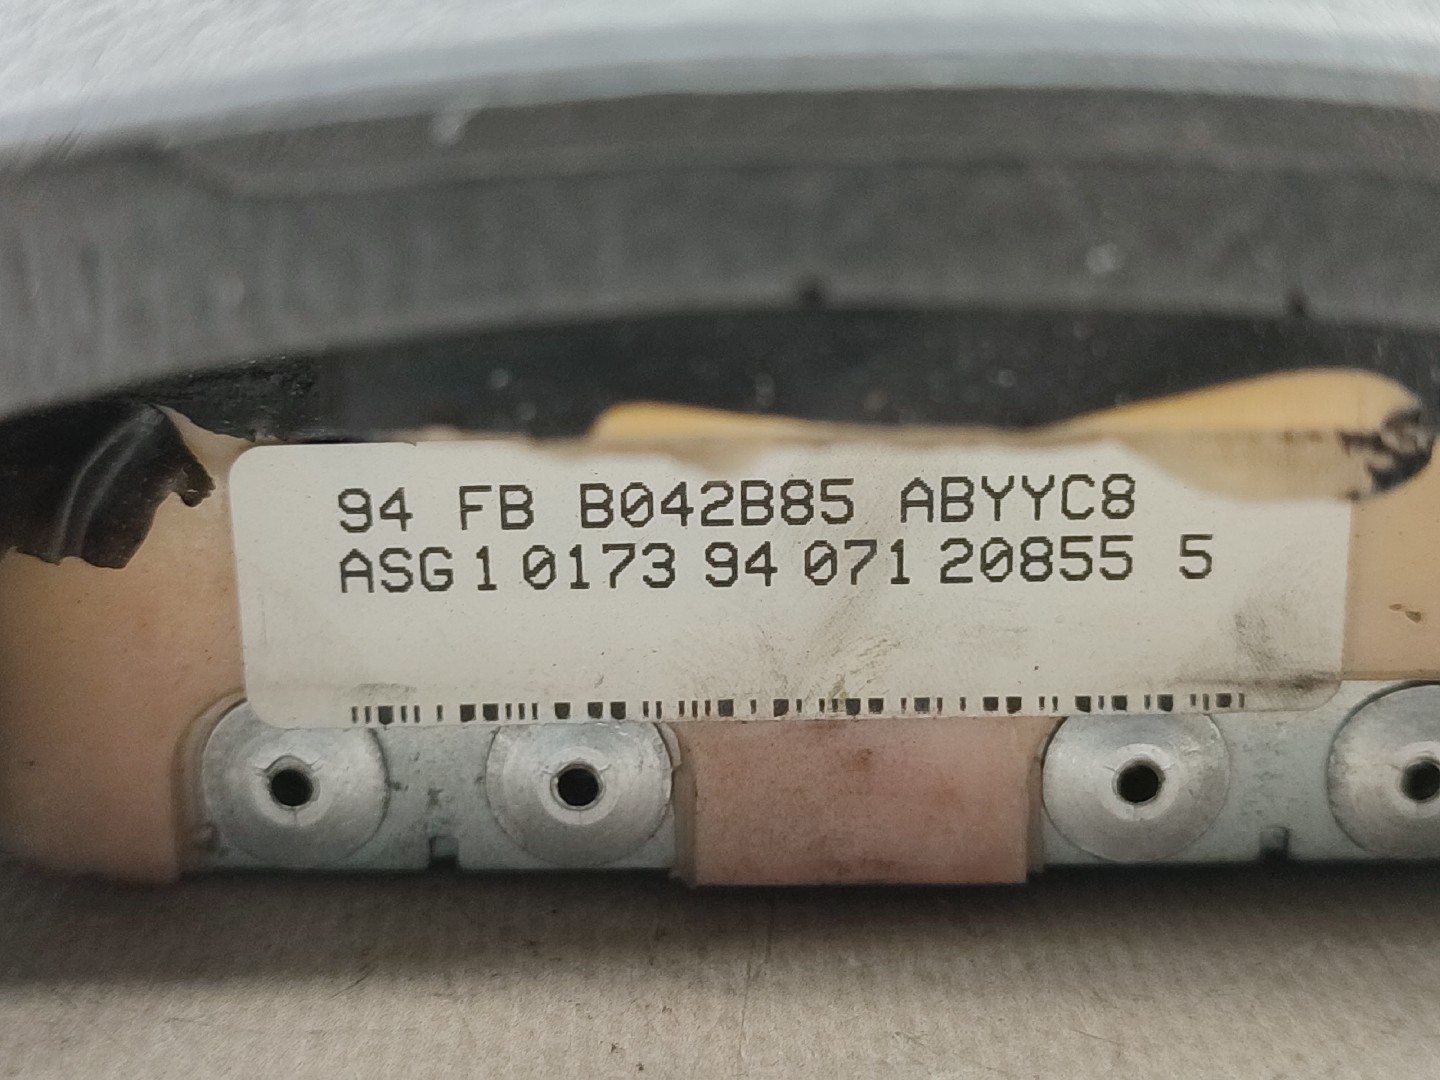 94 FB B042B85 ABYYC8
ASG 1 0173 94 071 20855 5